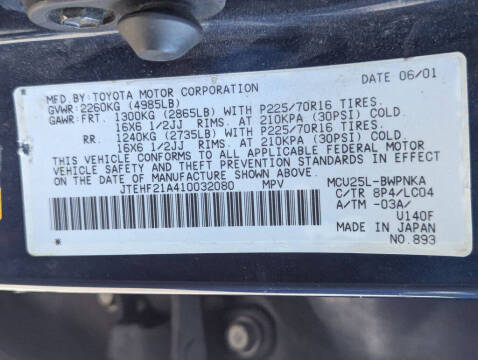 MFD.BY:TOYOTA MOTOR CORPORATION DATE 06/01
GVWR:2260KG (4985LB)
GAWR:FRT. 1300KG (2865LB) WITH P225/70R16 TIRES.
16X6 1/2JJ RIMS. AT 210KPA (30PSI) COLD.
RR. 1240KG (2735LB) WITH P225/70R16 TIRES.
16X6 1/2JJ RIMS. AT 210KPA (30PSI) COLD.
THIS VEHICLE CONFORMS TO ALL APPLICABLE FEDERAL MOTOR
VEHICLE SAFETY AND THEFT PREVENTION STANDARDS IN EFFECT
ON THE DATE OF MANUFACTURE SHOWN ABOVE.
* JTEHF21A410032080 MPV MCU25L-BWPNKA
C/TR 8P4/LC04
A/TM -03A/
U140F
MADE IN JAPAN
* NO.893